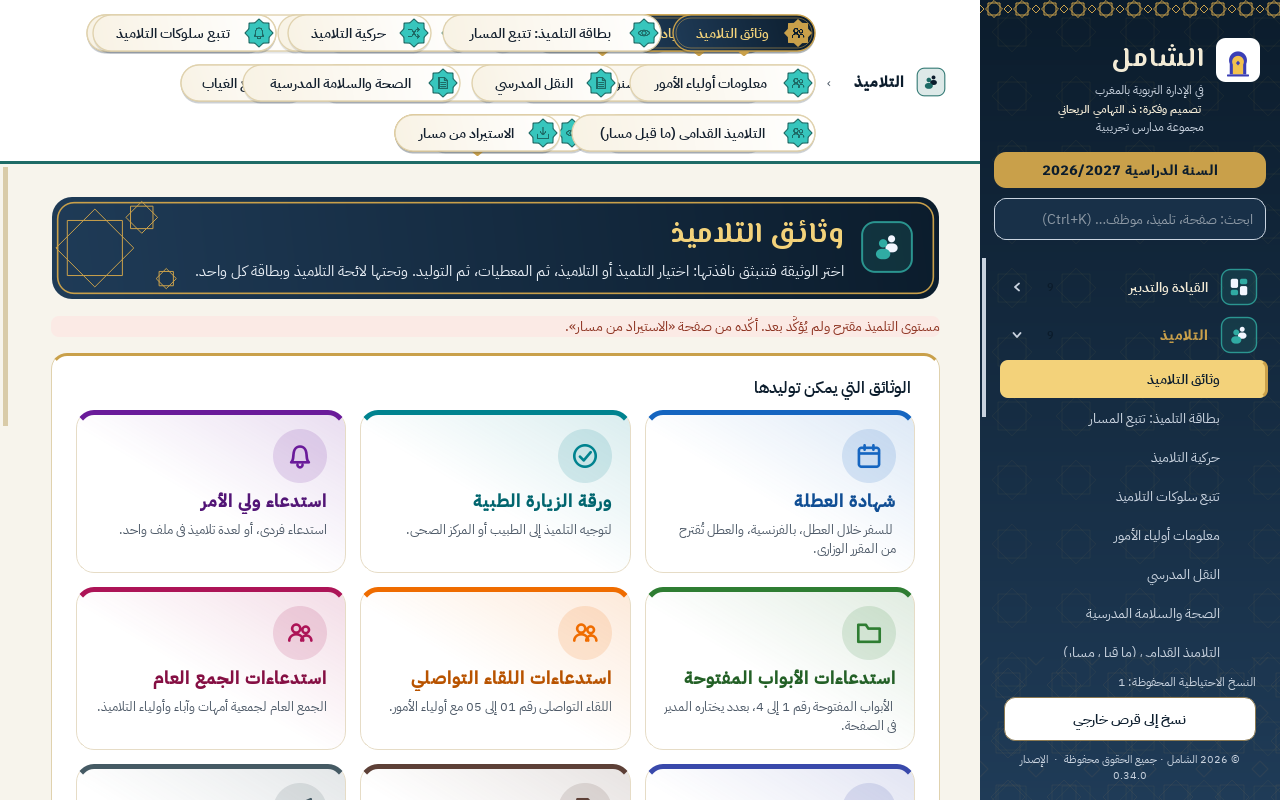 الشامل
في الإدارة التربوية بالمغرب
تصميم وفكرة: ذ. التهامي الريحاني
مجموعة مدارس تجريبية
السنة الدراسية 2026/2027
ابحث: صفحة، تلميذ، موظف... (Ctrl+K)
القيادة والتدبير
التلاميذ
وثائق التلاميذ
بطاقة التلميذ: تتبع المسار
حركية التلاميذ
تتبع سلوكات التلاميذ
معلومات أولياء الأمور
النقل المدرسي
الصحة والسلامة المدرسية
التلاميذ القدامى (ما قبل مسار)
النسخ الاحتياطية المحفوظة: 1
نسخ إلى قرص خارجي
© 2026 الشامل · جميع الحقوق محفوظة · الإصدار
0.34.0
التلاميذ ‹
وثائق التلاميذ
بطاقة التلميذ: تتبع المسار
حركية التلاميذ
تتبع سلوكات التلاميذ
معلومات أولياء الأمور
النقل المدرسي
الصحة والسلامة المدرسية
الغياب
التلاميذ القدامى (ما قبل مسار)
الاستيراد من مسار
وثائق التلاميذ
اختر الوثيقة فتنبثق نافذتها: اختيار التلميذ أو التلاميذ، ثم المعطيات، ثم التوليد. وتحتها لائحة التلاميذ وبطاقة كل واحد.
مستوى التلميذ مقترح ولم يُؤكَّد بعد. أكّده من صفحة «الاستيراد من مسار».
الوثائق التي يمكن توليدها
شهادة العطلة
للسفر خلال العطل، بالفرنسية، والعطل تُقترح
من المقرر الوزاري.
ورقة الزيارة الطبية
لتوجيه التلميذ إلى الطبيب أو المركز الصحي.
استدعاء ولي الأمر
استدعاء فردي، أو لعدة تلاميذ في ملف واحد.
استدعاءات الأبواب المفتوحة
الأبواب المفتوحة رقم 1 إلى 4، بعدد يختاره المدير
في الصفحة.
استدعاءات اللقاء التواصلي
اللقاء التواصلي رقم 01 إلى 05 مع أولياء الأمور.
استدعاءات الجمع العام
الجمع العام لجمعية أمهات وآباء وأولياء التلاميذ.